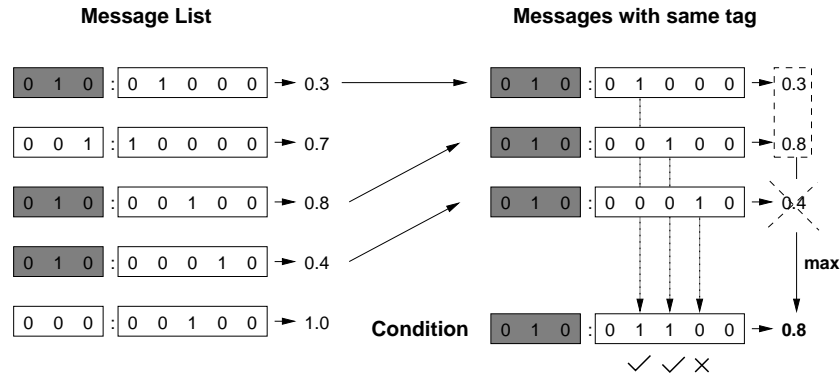 Message List
Messages with same tag
0 1 0 : 0 1 0 0 0 0.3
0 1 0 : 0 1 0 0 0 0.3
0 0 1 : 1 0 0 0 0 0.7
0 1 0 : 0 0 1 0 0 0.8
0 1 0 : 0 0 1 0 0 0.8
0 1 0 : 0 0 0 1 0 0.4
0 1 0 : 0 0 0 1 0 0.4
max
0 0 0 : 0 0 1 0 0 1.0
Condition 0 1 0 : 0 1 1 0 0 0.8